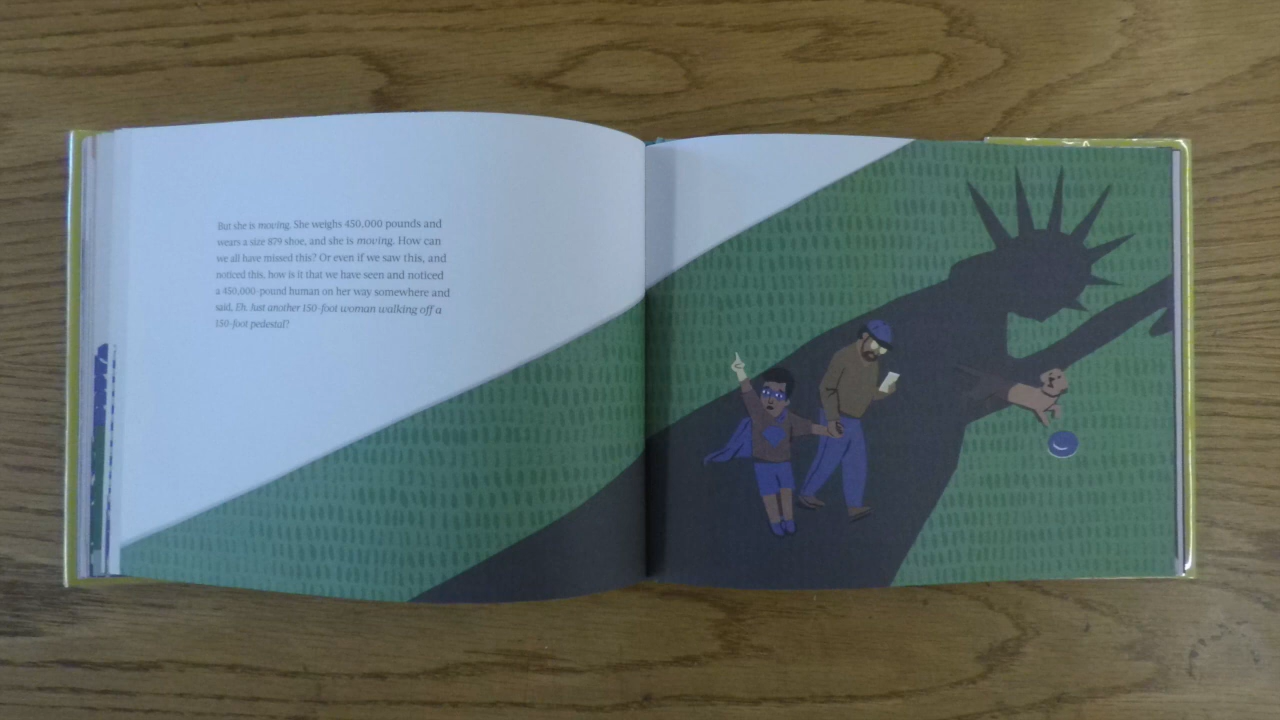 But she is moving. She weighs 450,000 pounds and
wears a size 879 shoe, and she is moving. How can
we all have missed this? Or even if we saw this, and
noticed this, how is it that we have seen and noticed
a 450,000-pound human on her way somewhere and
said, Eh. Just another 150-foot woman walking off a
150-foot pedestal?